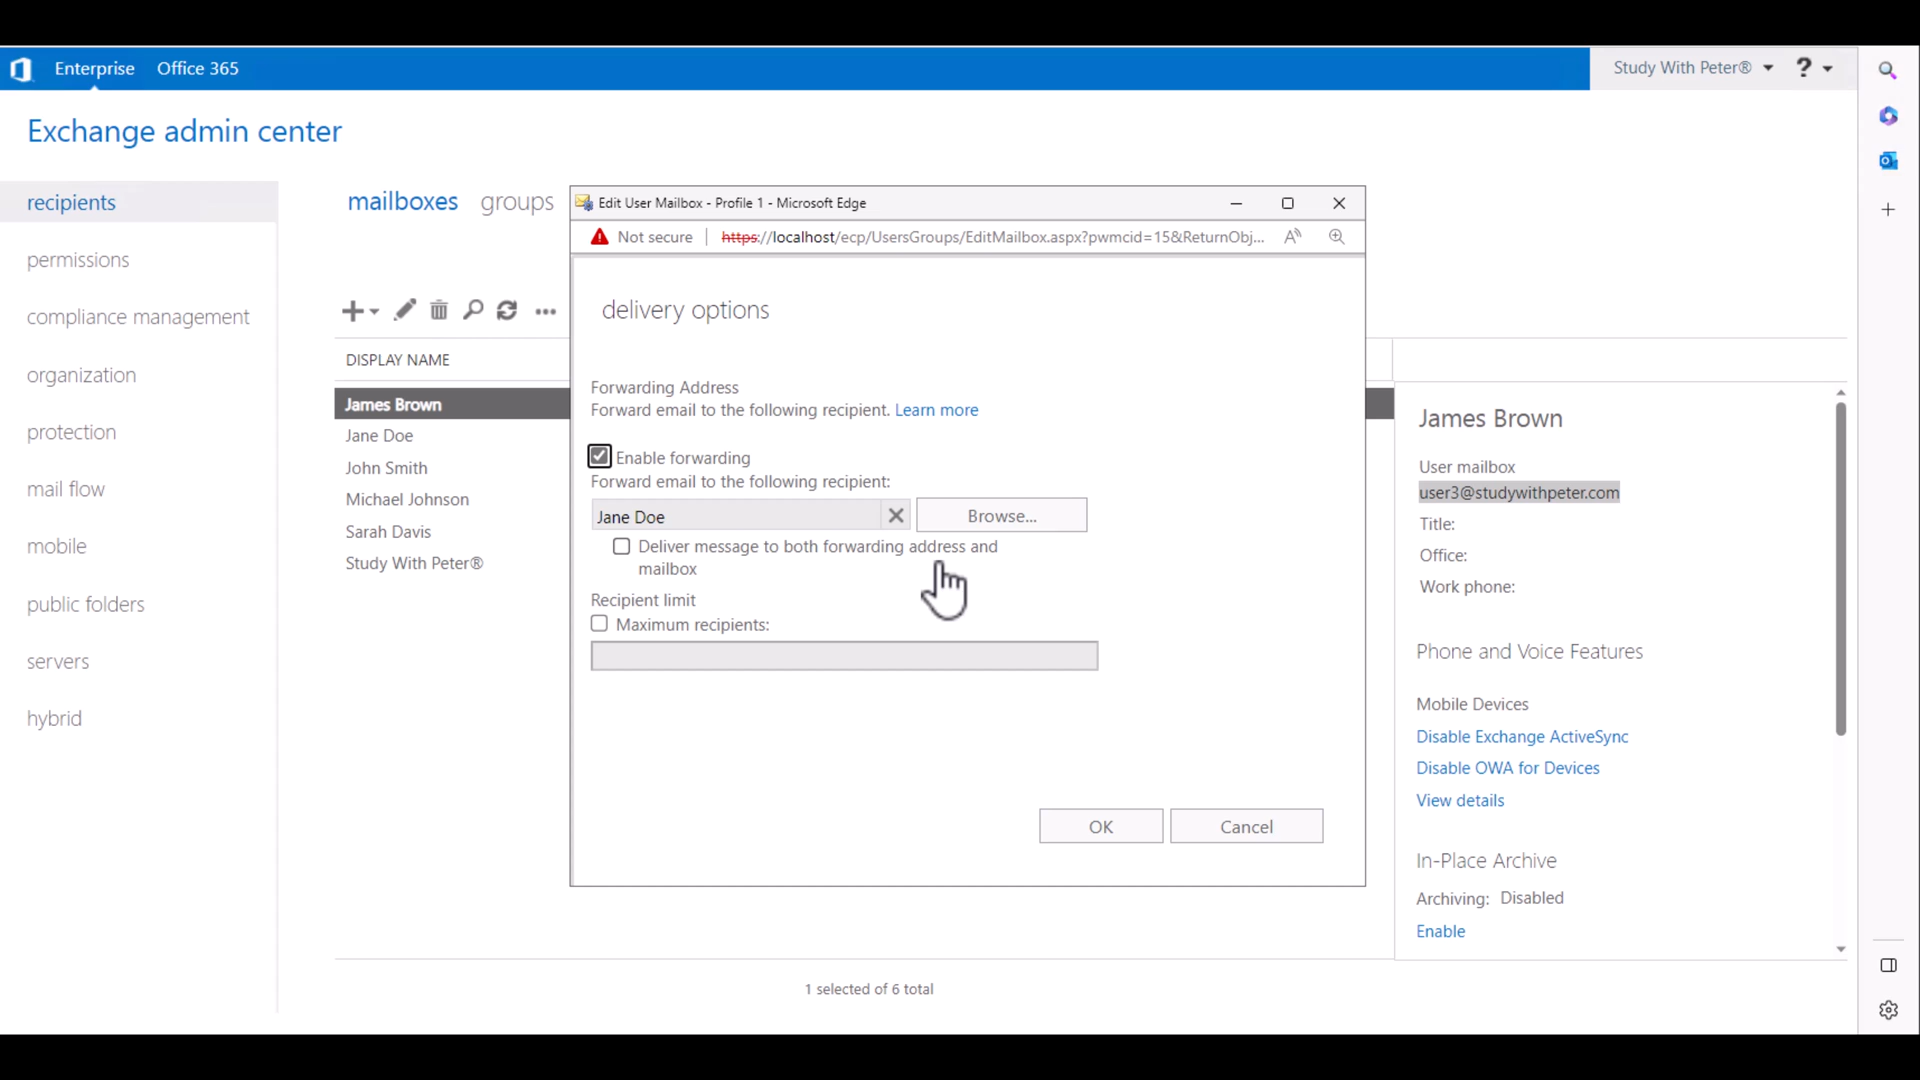 Enterprise Office 365
Study With Peter® ?
Exchange admin center
recipients
permissions
compliance management
organization
protection
mail flow
mobile
public folders
servers
hybrid
mailboxes groups
DISPLAY NAME
James Brown
Jane Doe
John Smith
Michael Johnson
Sarah Davis
Study With Peter®
1 selected of 6 total
Edit User Mailbox - Profile 1 - Microsoft Edge
Not secure https://localhost/ecp/UsersGroups/EditMailbox.aspx?pwmcid=15&ReturnObj...
delivery options
Forwarding Address
Forward email to the following recipient. Learn more
Enable forwarding
Forward email to the following recipient:
Jane Doe Browse...
Deliver message to both forwarding address and
mailbox
Recipient limit
Maximum recipients:
OK Cancel
James Brown
User mailbox
user3@studywithpeter.com
Title:
Office:
Work phone:
Phone and Voice Features
Mobile Devices
Disable Exchange ActiveSync
Disable OWA for Devices
View details
In-Place Archive
Archiving: Disabled
Enable